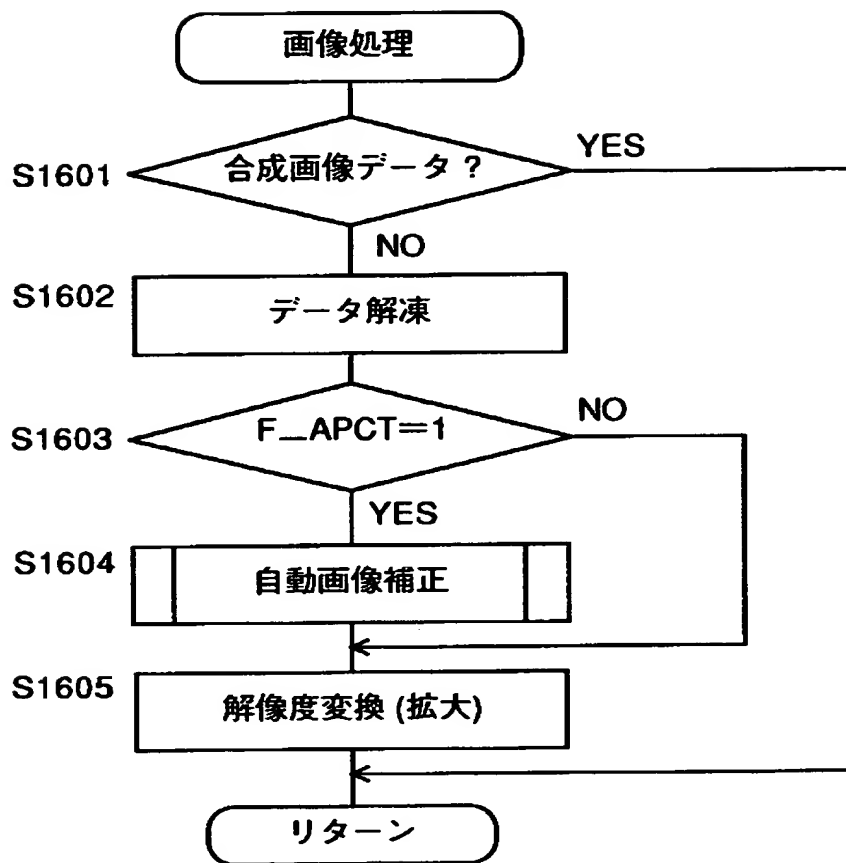 画像処理
S1601
合成画像データ?
YES
NO
S1602
データ解凍
S1603
F_APCT=1
NO
YES
S1604
自動画像補正
S1605
解像度変換 (拡大)
リターン